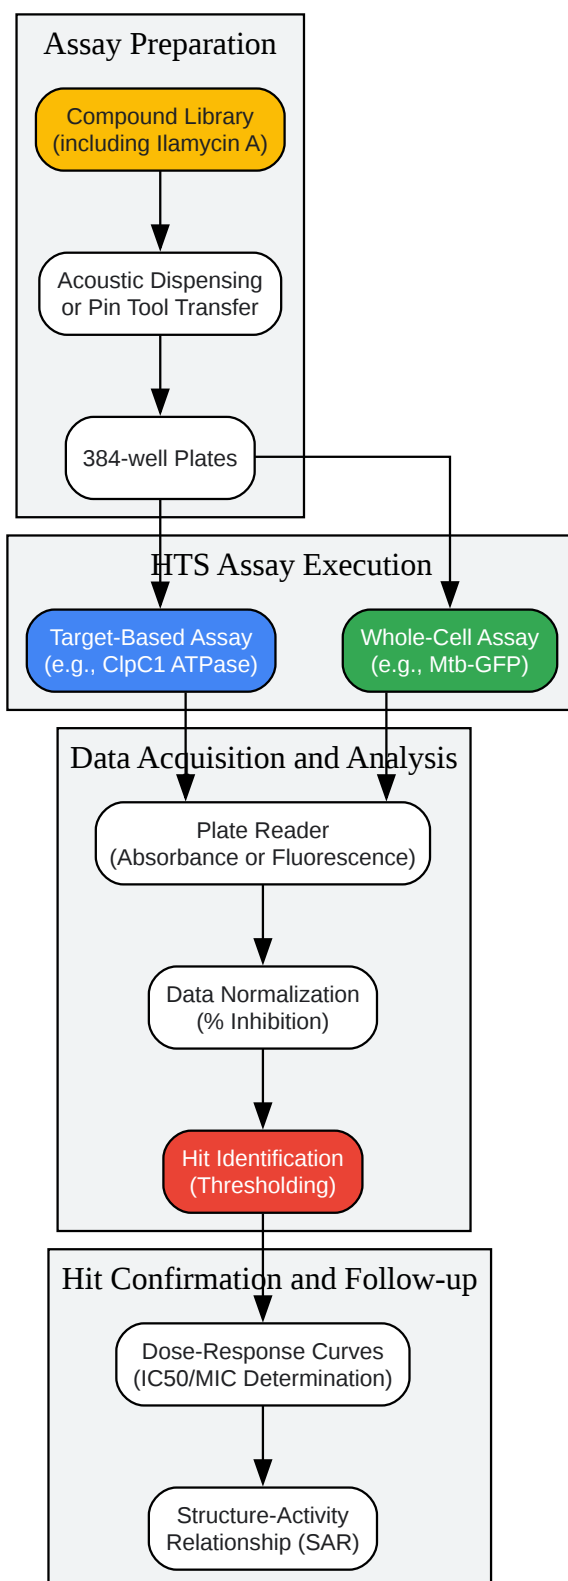 Assay Preparation
Compound Library
(including Ilamycin A)
Acoustic Dispensing
or Pin Tool Transfer
384-well Plates
HTS Assay Execution
Target-Based Assay
(e.g., ClpC1 ATPase)
Whole-Cell Assay
(e.g., Mtb-GFP)
Data Acquisition and Analysis
Plate Reader
(Absorbance or Fluorescence)
Data Normalization
(% Inhibition)
Hit Identification
(Thresholding)
Hit Confirmation and Follow-up
Dose-Response Curves
(IC50/MIC Determination)
Structure-Activity
Relationship (SAR)